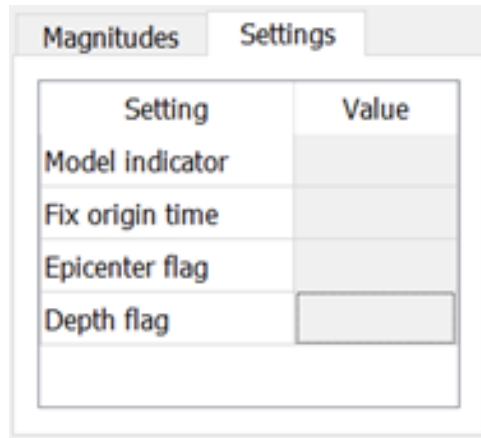 Magnitudes Settings
Setting Value
Model indicator
Fix origin time
Epicenter flag
Depth flag